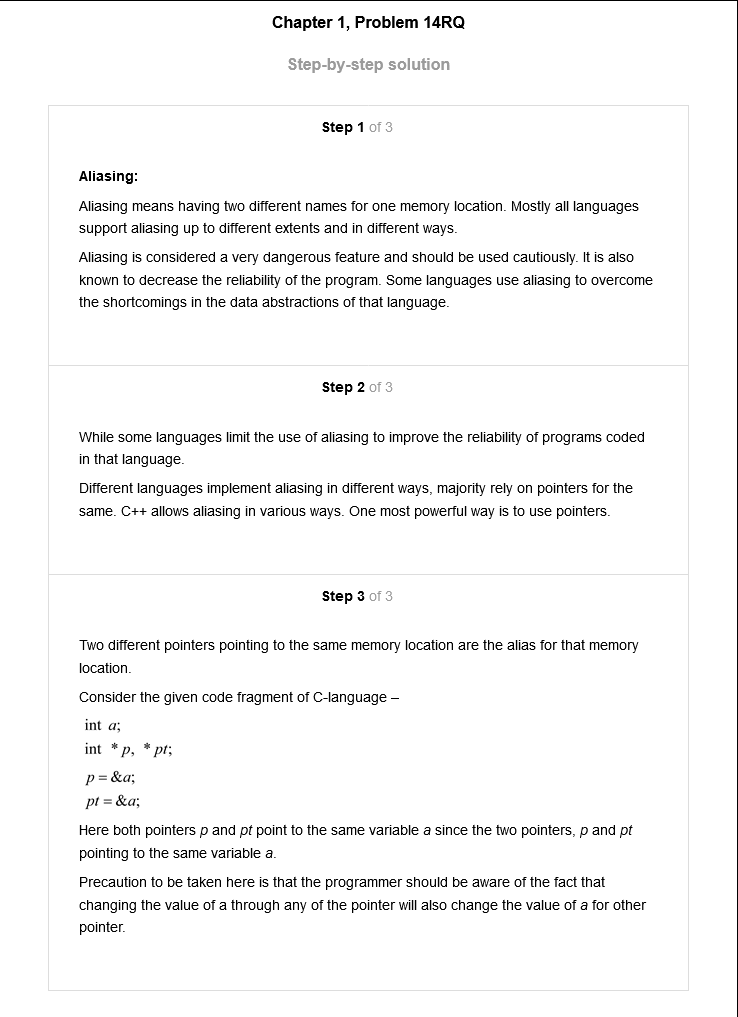 Chapter 1, Problem 14RQ
Step-by-step solution
Step 1 of 3
Aliasing:
Aliasing means having two different names for one memory location. Mostly all languages
support aliasing up to different extents and in different ways.
Aliasing is considered a very dangerous feature and should be used cautiously. It is also
known to decrease the reliability of the program. Some languages use aliasing to overcome
the shortcomings in the data abstractions of that language.
Step 2 of 3
While some languages limit the use of aliasing to improve the reliability of programs coded
in that language.
Different languages implement aliasing in different ways, majority rely on pointers for the
same. C++ allows aliasing in various ways. One most powerful way is to use pointers.
Step 3 of 3
Two different pointers pointing to the same memory location are the alias for that memory
location.
Consider the given code fragment of C-language –
int a;
int * p, * pt;
p = &a;
pt = &a;
Here both pointers p and pt point to the same variable a since the two pointers, p and pt
pointing to the same variable a.
Precaution to be taken here is that the programmer should be aware of the fact that
changing the value of a through any of the pointer will also change the value of a for other
pointer.